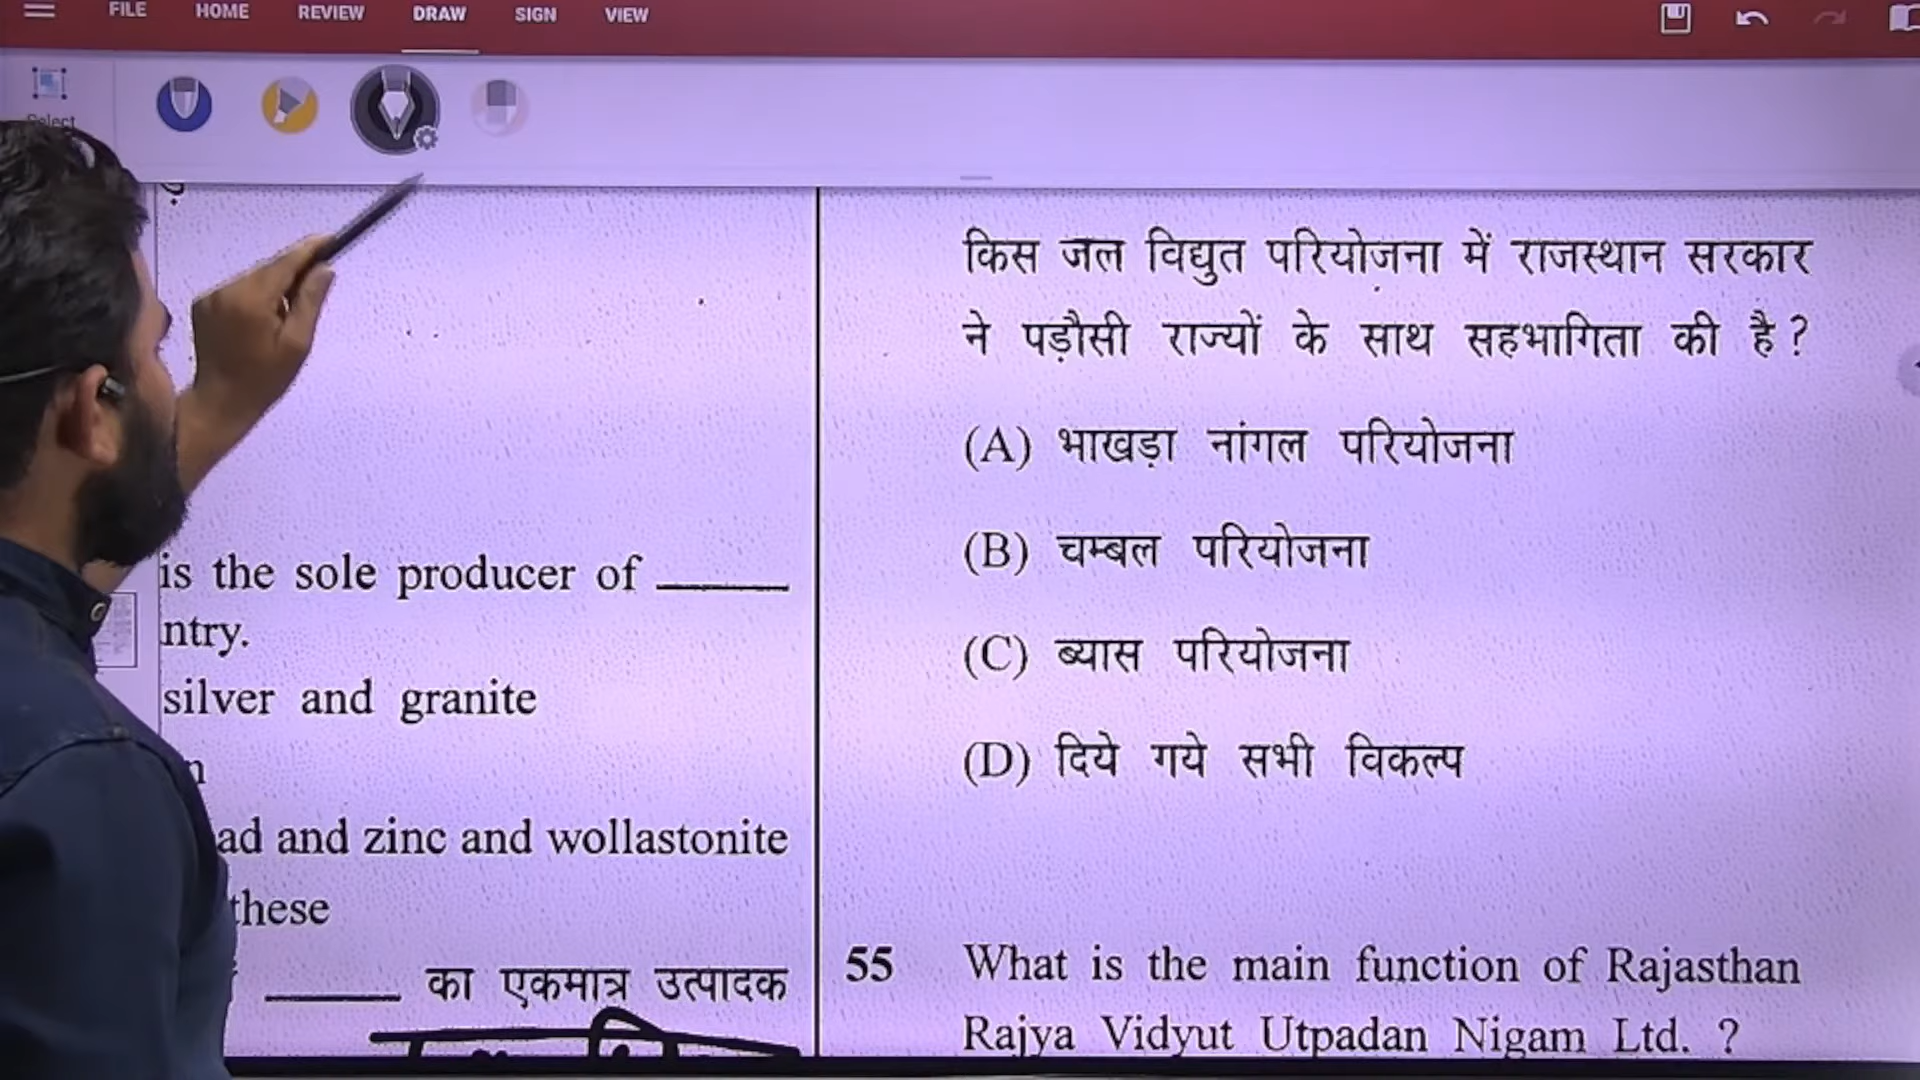 FILE HOME REVIEW DRAW SIGN VIEW
Select
is the sole producer of ______
ntry.
silver and granite
n
ad and zinc and wollastonite
these
______ का एकमात्र उत्पादक
किस जल विद्युत परियोजना में राजस्थान सरकार
ने पड़ौसी राज्यों के साथ सहभागिता की है ?
(A) भाखड़ा नांगल परियोजना
(B) चम्बल परियोजना
(C) ब्यास परियोजना
(D) दिये गये सभी विकल्प
55 What is the main function of Rajasthan
Rajya Vidyut Utpadan Nigam Ltd. ?